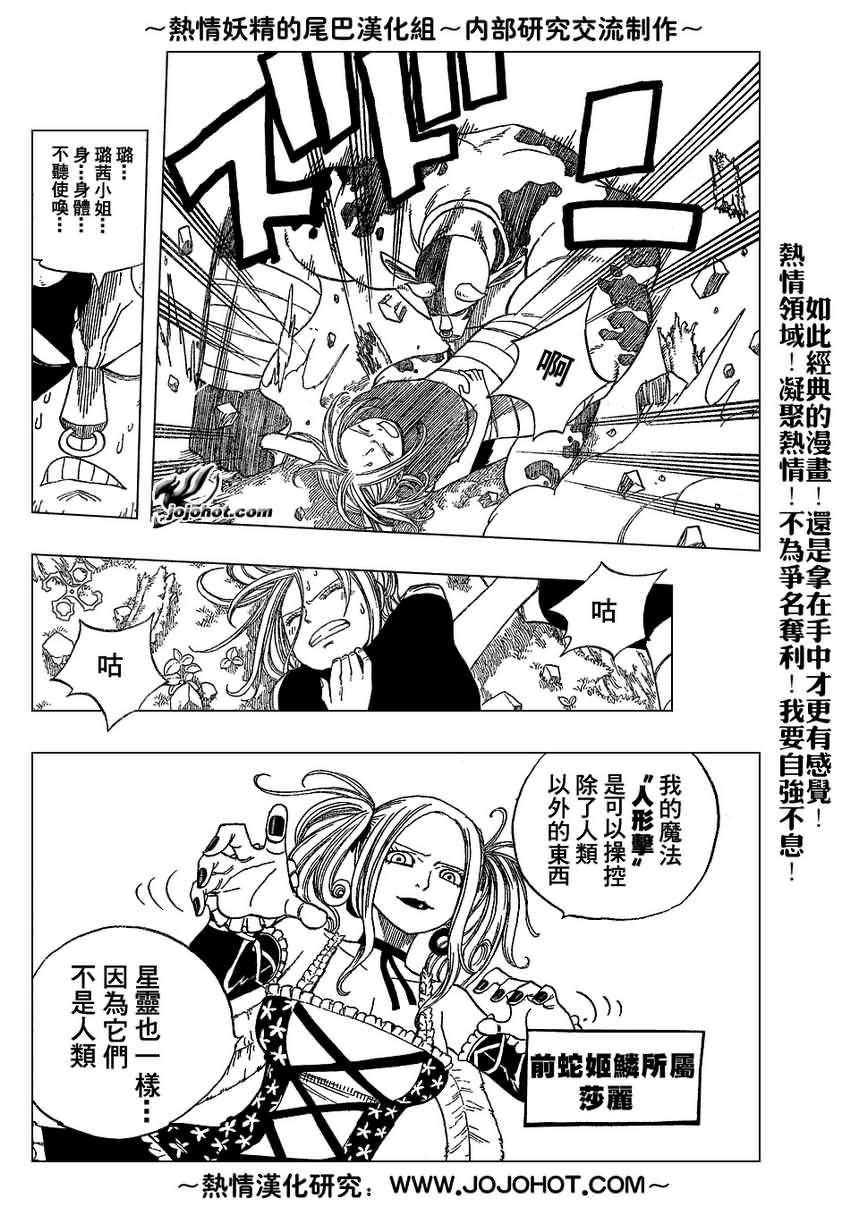 ～熱情妖精的尾巴漢化組～内部研究交流制作～
ズドドー
啊
.jojohot.com
璐…
璐茜小姐…
身…身體…
不聽使喚…
咕
咕
我的魔法
〝人形擊〞
是可以操控
除了人類
以外的東西
星靈也一樣…
因為它們
不是人類
前蛇姬鱗所屬
莎麗
如此經典的漫畫！還是拿在手中才更有感覺！
熱情領域！凝聚熱情！不為爭名奪利！我要自強不息！
～熱情漢化研究：WWW.JOJOHOT.COM～